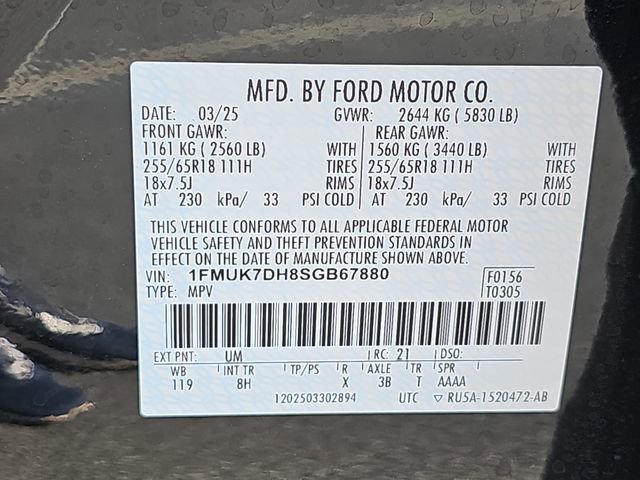 MFD. BY FORD MOTOR CO.
DATE: 03/25 GVWR: 2644 KG ( 5830 LB)
FRONT GAWR: REAR GAWR:
1161 KG ( 2560 LB) WITH 1560 KG ( 3440 LB) WITH
255/65R18 111H TIRES 255/65R18 111H TIRES
18x7.5J RIMS 18x7.5J RIMS
AT 230 kPa/ 33 PSI COLD AT 230 kPa/ 33 PSI COLD
THIS VEHICLE CONFORMS TO ALL APPLICABLE FEDERAL MOTOR
VEHICLE SAFETY AND THEFT PREVENTION STANDARDS IN
EFFECT ON THE DATE OF MANUFACTURE SHOWN ABOVE.
VIN: 1FMUK7DH8SGB67880 F0156
TYPE: MPV T0305
EXT PNT: UM RC: 21 DSO:
WB INT TR TP/PS R AXLE TR SPR
119 8H X 3B T AAAA
1202503302894 UTC ▽ RU5A-1520472-AB